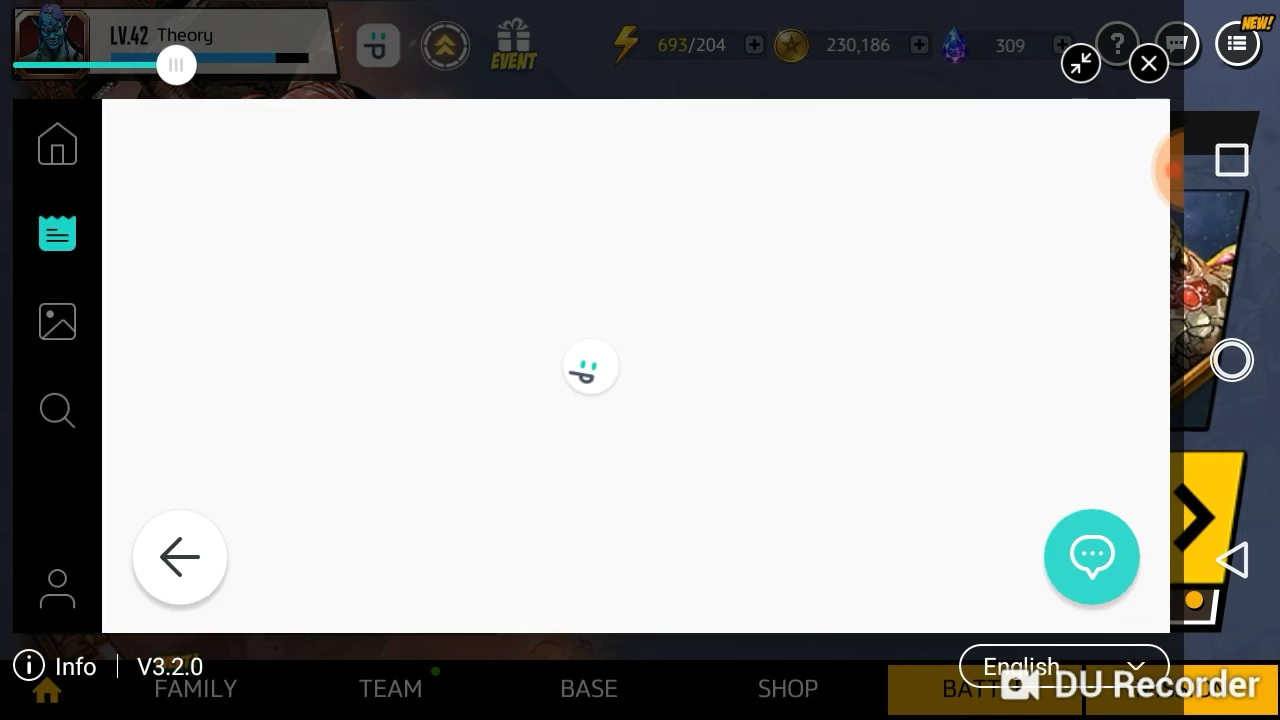 LV.42 Theory
EVENT
693/204
230,186
309
?
NEW!
Info
V3.2.0
English
FAMILY
TEAM
BASE
SHOP
DU Recorder